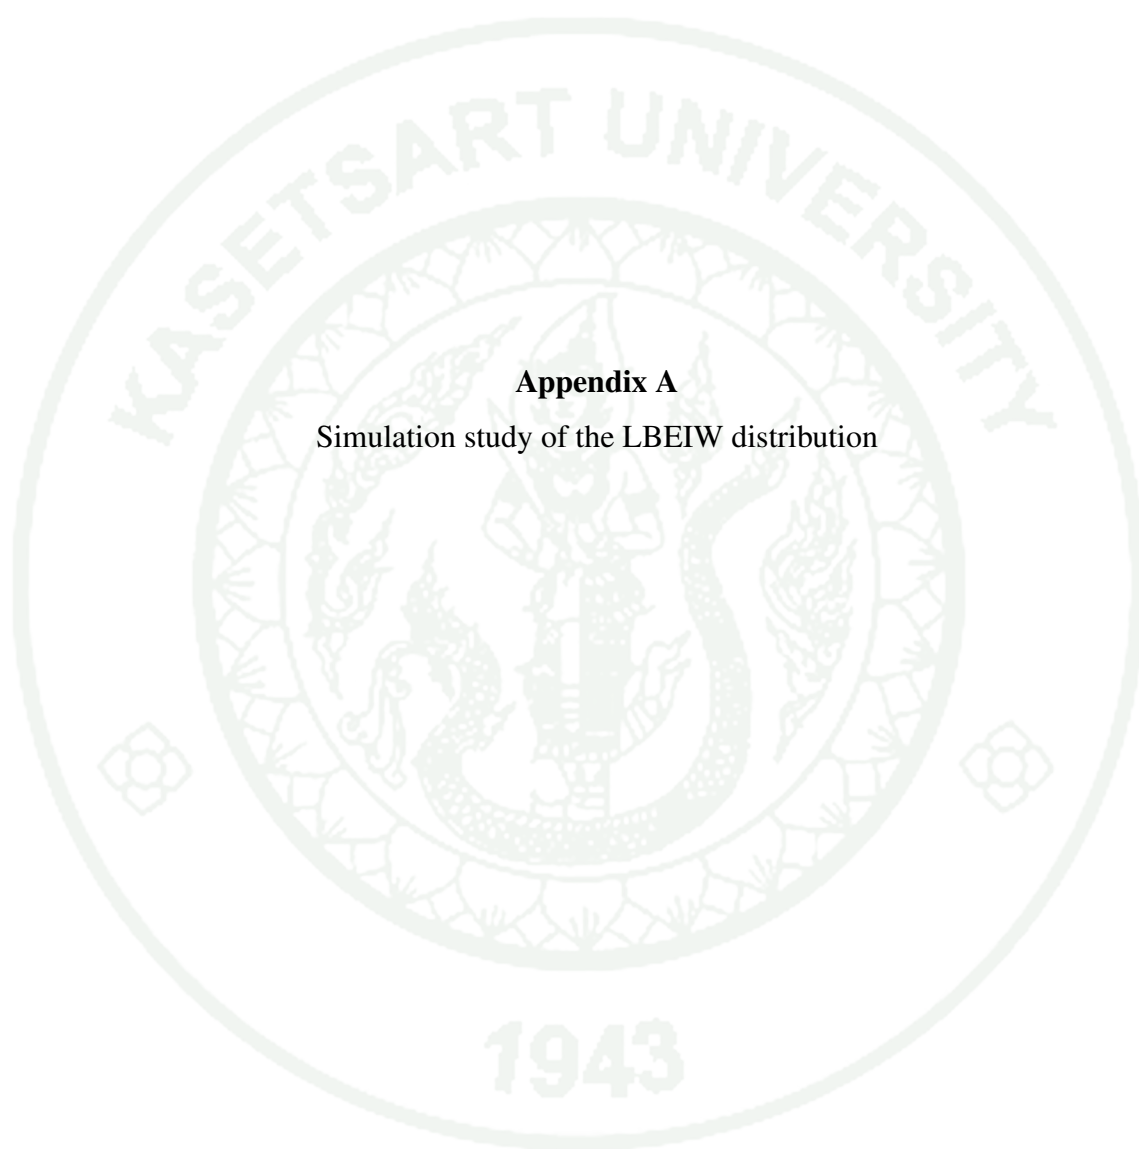 KASETSART UNIVERSITY
Appendix A
Simulation study of the LBEIW distribution
1943